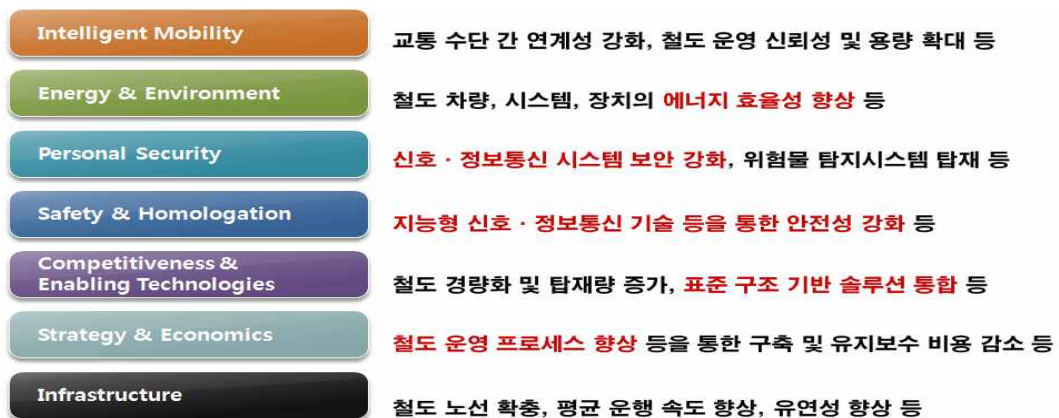 Intelligent Mobility
교통 수단 간 연계성 강화, 철도 운영 신뢰성 및 용량 확대 등
Energy & Environment
철도 차량, 시스템, 장치의 에너지 효율성 향상 등
Personal Security
신호 · 정보통신 시스템 보안 강화, 위험물 탐지시스템 탑재 등
Safety & Homologation
지능형 신호 · 정보통신 기술 등을 통한 안전성 강화 등
Competitiveness &
Enabling Technologies
철도 경량화 및 탑재량 증가, 표준 구조 기반 솔루션 통합 등
Strategy & Economics
철도 운영 프로세스 향상 등을 통한 구축 및 유지보수 비용 감소 등
Infrastructure
철도 노선 확충, 평균 운행 속도 향상, 유연성 향상 등